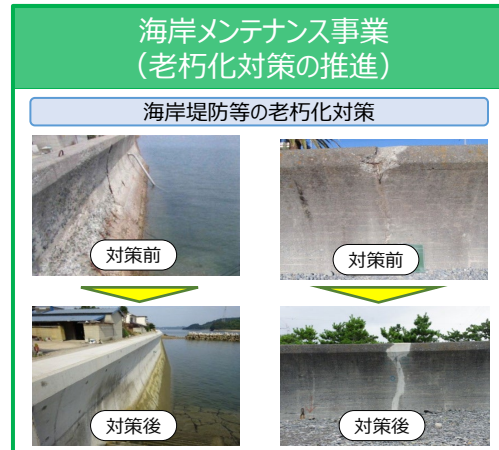 海岸メンテナンス事業
（老朽化対策の推進）
海岸堤防等の老朽化対策
対策前
対策前
対策後
対策後